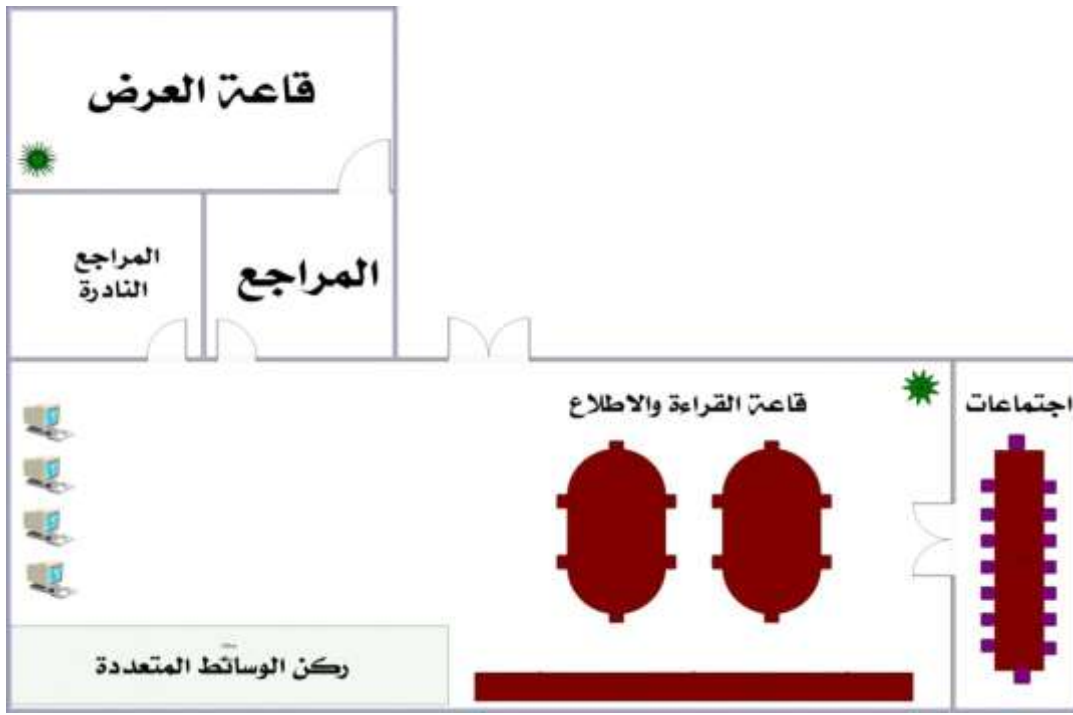 قاعة العرض
المراجع
المراجع
النادرة
قاعة القراءة والاطلاع
اجتماعات
ركن الوسائط المتعددة